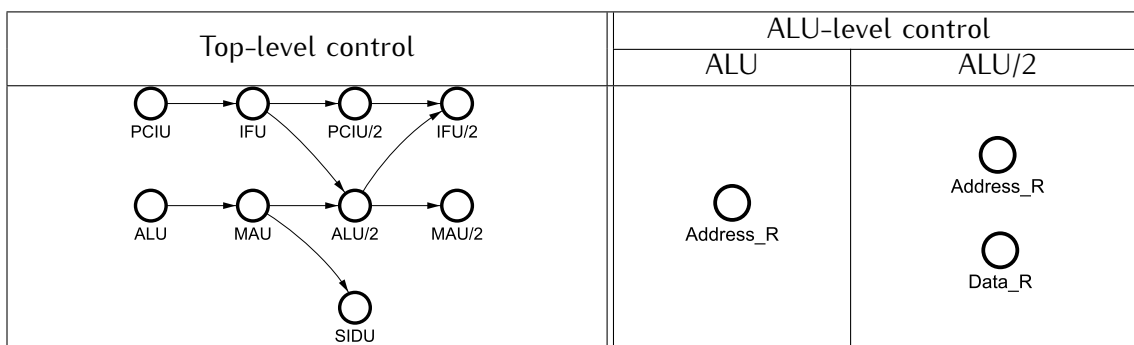 Top-level control
ALU-level control
ALU
ALU/2
PCIU
IFU
PCIU/2
IFU/2
ALU
MAU
ALU/2
MAU/2
SIDU
Address_R
Address_R
Data_R